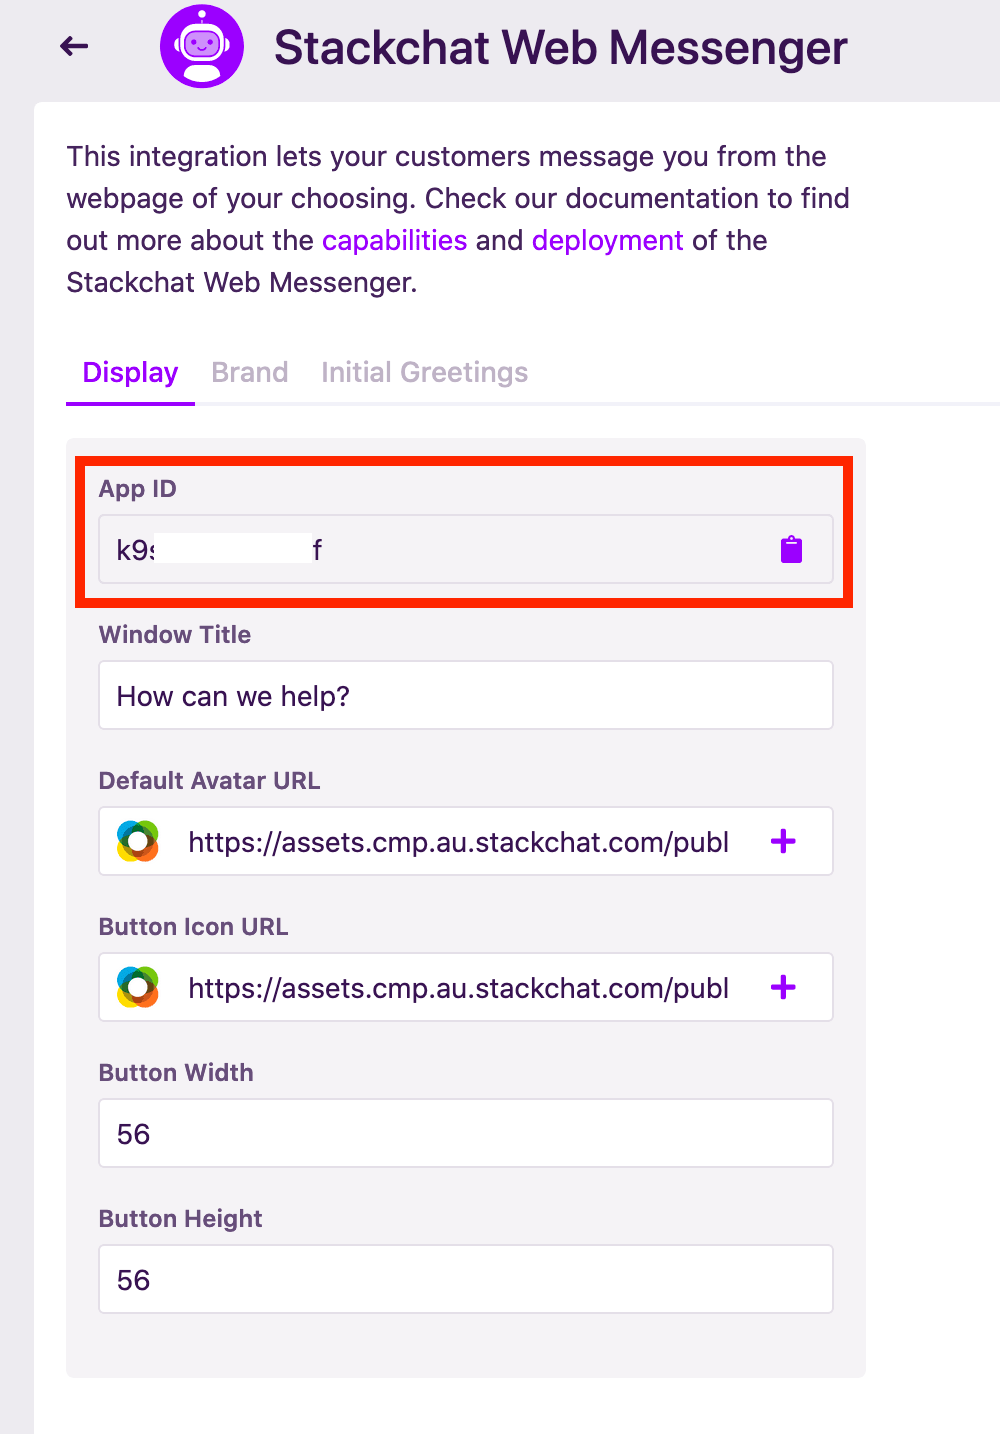 Stackchat Web Messenger
This integration lets your customers message you from the
webpage of your choosing. Check our documentation to find
out more about the capabilities and deployment of the
Stackchat Web Messenger.
Display Brand Initial Greetings
App ID
k9s f
Window Title
How can we help?
Default Avatar URL
https://assets.cmp.au.stackchat.com/publ
Button Icon URL
https://assets.cmp.au.stackchat.com/publ
Button Width
56
Button Height
56